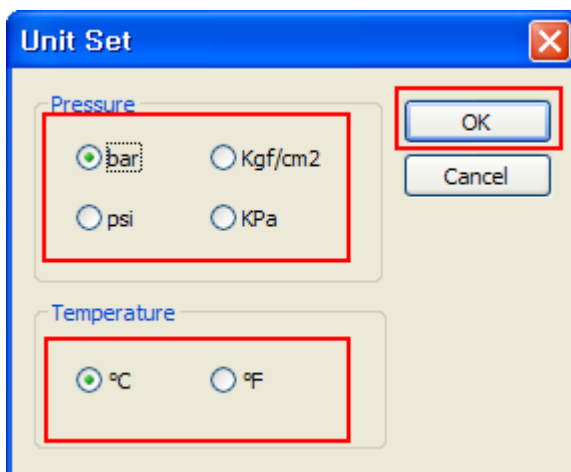 Unit Set
Pressure
bar
Kgf/cm2
psi
KPa
OK
Cancel
Temperature
°C
°F